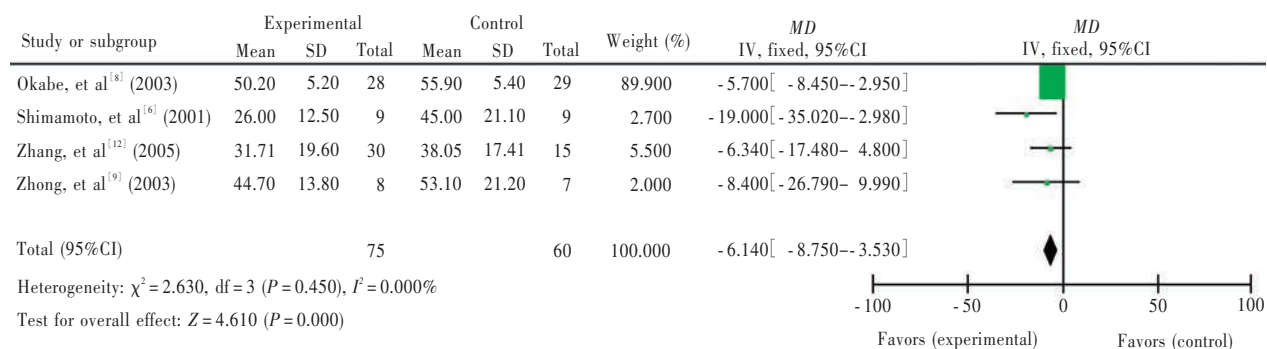 Experimental Control MD MD
Study or subgroup Mean SD Total Mean SD Total Weight (%) IV, fixed, 95%CI IV, fixed, 95%CI
Okabe, et al[8] (2003) 50.20 5.20 28 55.90 5.40 29 89.900 -5.700[ -8.450--2.950]
Shimamoto, et al[6] (2001) 26.00 12.50 9 45.00 21.10 9 2.700 -19.000[-35.020--2.980]
Zhang, et al[12] (2005) 31.71 19.60 30 38.05 17.41 15 5.500 -6.340[-17.480- 4.800]
Zhong, et al[9] (2003) 44.70 13.80 8 53.10 21.20 7 2.000 -8.400[-26.790- 9.990]
Total (95%CI) 75 60 100.000 -6.140[ -8.750--3.530]
Heterogeneity: χ²=2.630, df=3 (P=0.450), I²=0.000%
-100 -50 0 50 100
Test for overall effect: Z=4.610 (P=0.000)
Favors (experimental) Favors (control)